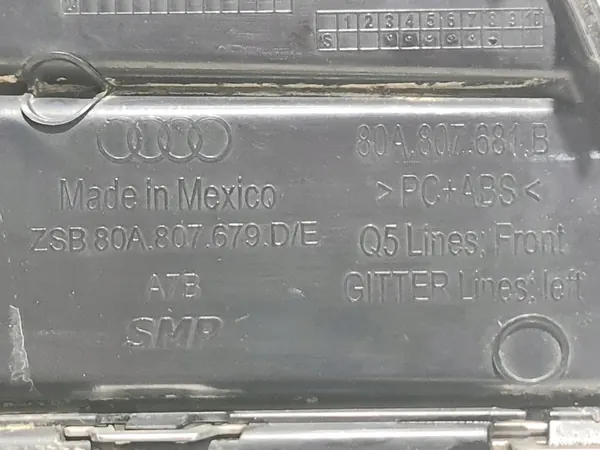 1 2 3 4 5 6 7 8 9 10
S
80A.807.681.B
Made in Mexico
>PC+ABS<
ZSB 80A.807.679.D/E
Q5 Lines; Front
A7B
GITTER Lines; left
SMP